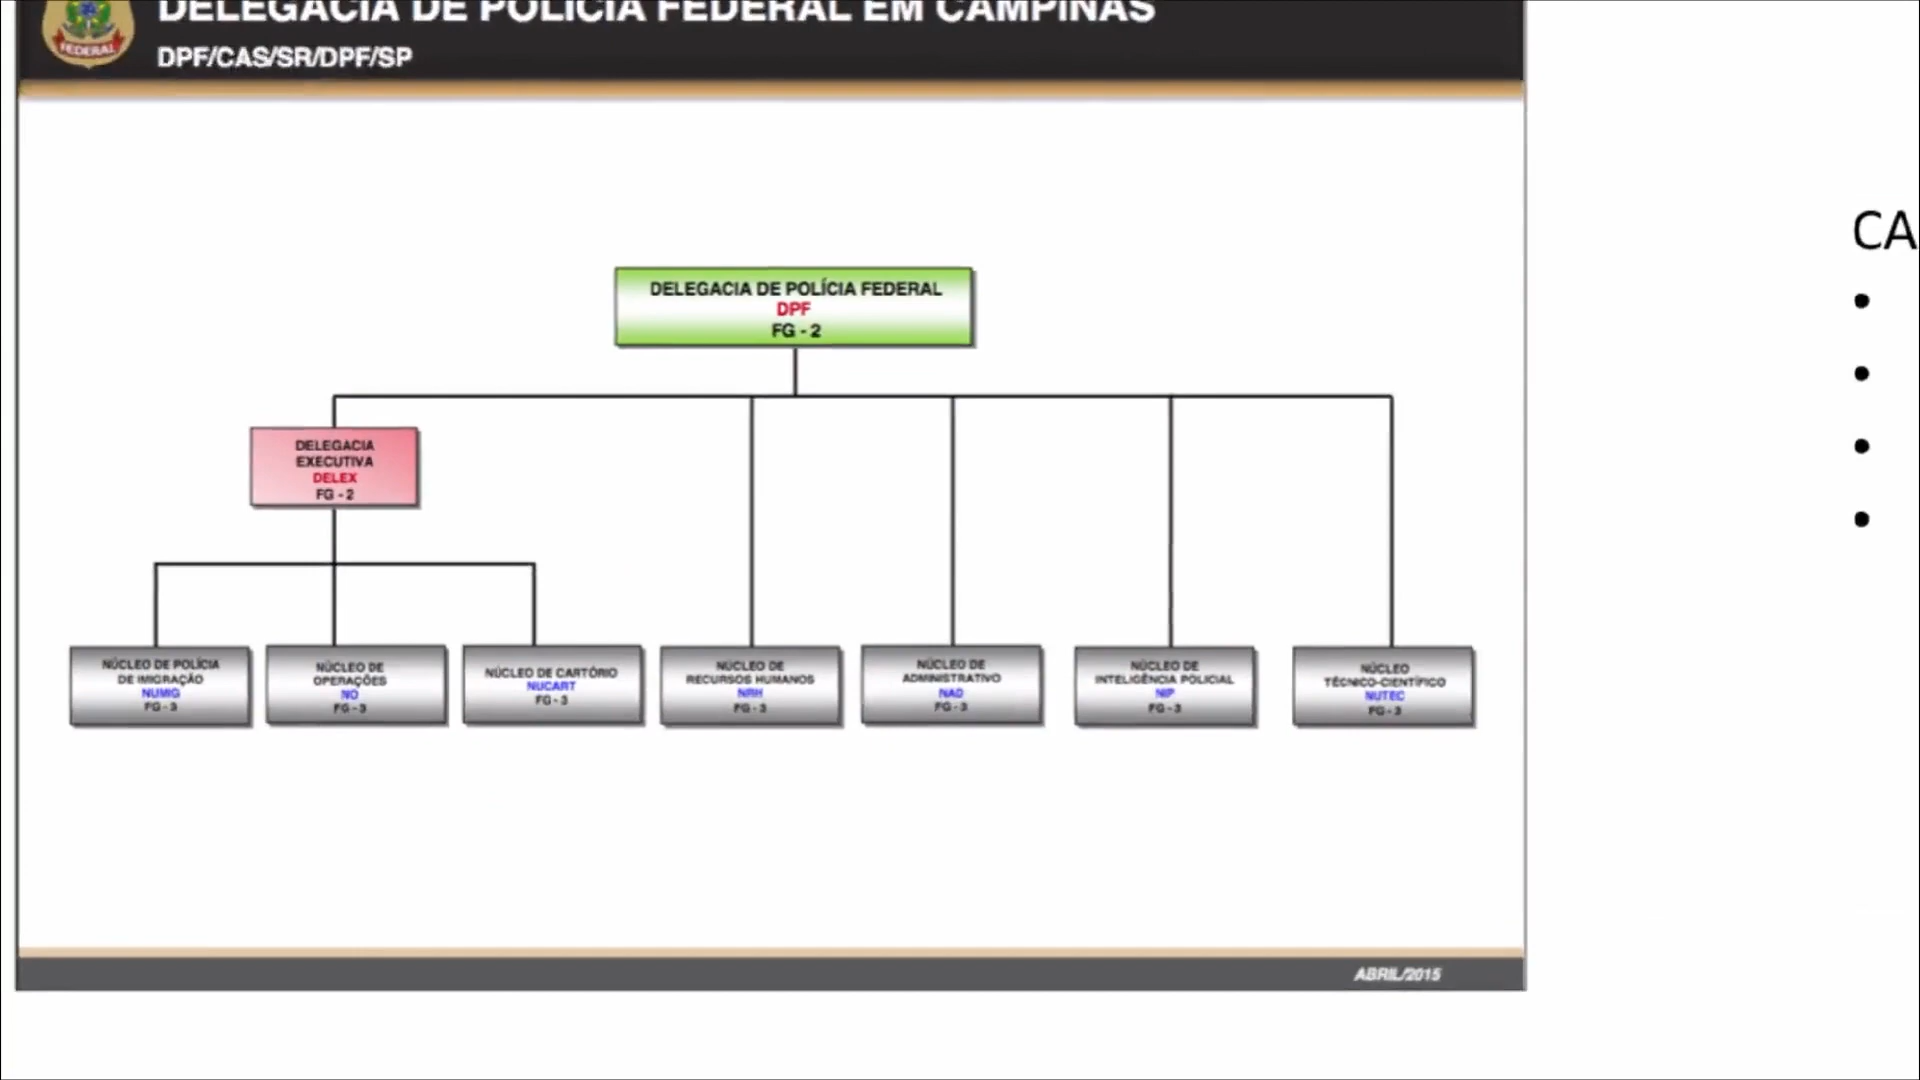 DELEGACIA DE POLÍCIA FEDERAL EM CAMPINAS
FEDERAL
DPF/CAS/SR/DPF/SP
CA
DELEGACIA DE POLÍCIA FEDERAL
DPF
FG - 2
DELEGACIA
EXECUTIVA
DELEX
FG - 2
NÚCLEO DE POLÍCIA
DE IMIGRAÇÃO
NUMIG
FG - 3
NÚCLEO DE
OPERAÇÕES
NO
FG - 3
NÚCLEO DE CARTÓRIO
NUCART
FG - 3
NÚCLEO DE
RECURSOS HUMANOS
NRH
FG - 3
NÚCLEO DE
ADMINISTRATIVO
NAD
FG - 3
NÚCLEO DE
INTELIGÊNCIA POLICIAL
NIP
FG - 3
NÚCLEO
TÉCNICO-CIENTÍFICO
NUTEC
FG - 3
ABRIL/2015